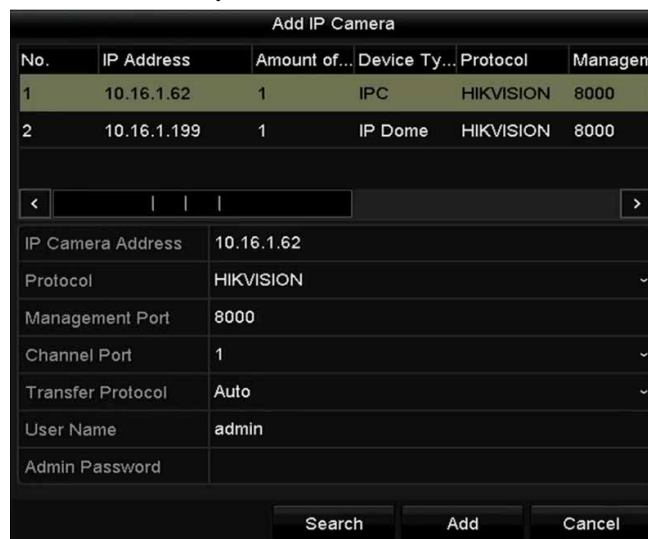 Add IP Camera
No. IP Address Amount of... Device Ty... Protocol Managen
1 10.16.1.62 1 IPC HIKVISION 8000
2 10.16.1.199 1 IP Dome HIKVISION 8000
IP Camera Address 10.16.1.62
Protocol HIKVISION
Management Port 8000
Channel Port 1
Transfer Protocol Auto
User Name admin
Admin Password
Search Add Cancel